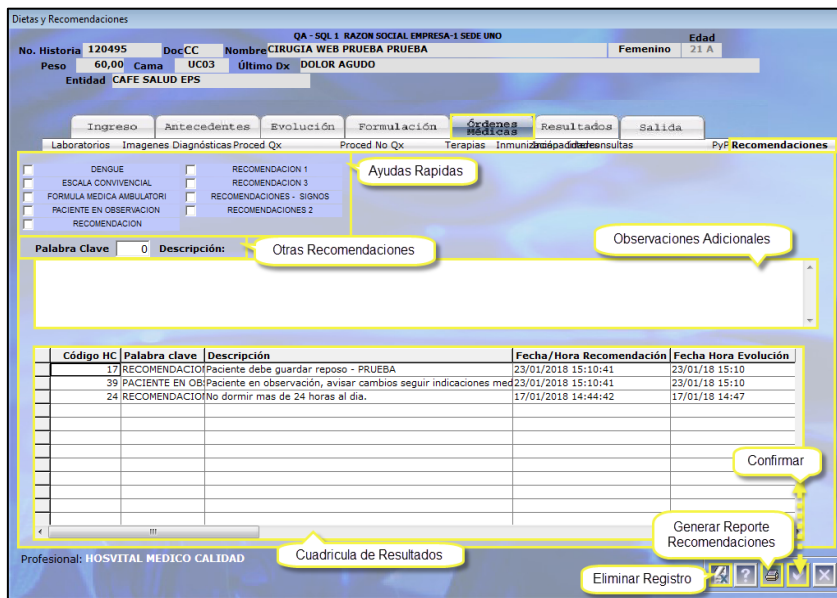 Dietas y Recomendaciones
QA - SQL 1 RAZON SOCIAL EMPRESA-1 SEDE UNO
Edad
No. Historia 120495 Doc CC Nombre CIRUGIA WEB PRUEBA PRUEBA Femenino 21 A
Peso 60,00 Cama UC03 Último Dx DOLOR AGUDO
Entidad CAFE SALUD EPS
Ingreso Antecedentes Evolución Formulación Órdenes Médicas Resultados Salida
Laboratorios Imagenes Diagnósticas Proced Qx Proced No Qx Terapias PyP Recomendaciones
DENGUE RECOMENDACION 1 Ayudas Rapidas
ESCALA CONVIVENCIAL RECOMENDACION 3
FORMULA MEDICA AMBULATORI RECOMENDACIONES - SIGNOS
PACIENTE EN OBSERVACION RECOMENDACIONES 2
RECOMENDACION
Palabra Clave 0 Descripción: Otras Recomendaciones Observaciones Adicionales
Código HC Palabra clave Descripción Fecha/Hora Recomendación Fecha Hora Evolución
17 RECOMENDACIO Paciente debe guardar reposo - PRUEBA 23/01/2018 15:10:41 23/01/18 15:10
39 PACIENTE EN OB Paciente en observación, avisar cambios seguir indicaciones med 23/01/2018 15:10:41 23/01/18 15:10
24 RECOMENDACIO No dormir mas de 24 horas al dia. 17/01/2018 14:44:42 17/01/18 14:47
Confirmar
Generar Reporte
Recomendaciones
Cuadricula de Resultados
Profesional: HOSVITAL MEDICO CALIDAD
Eliminar Registro